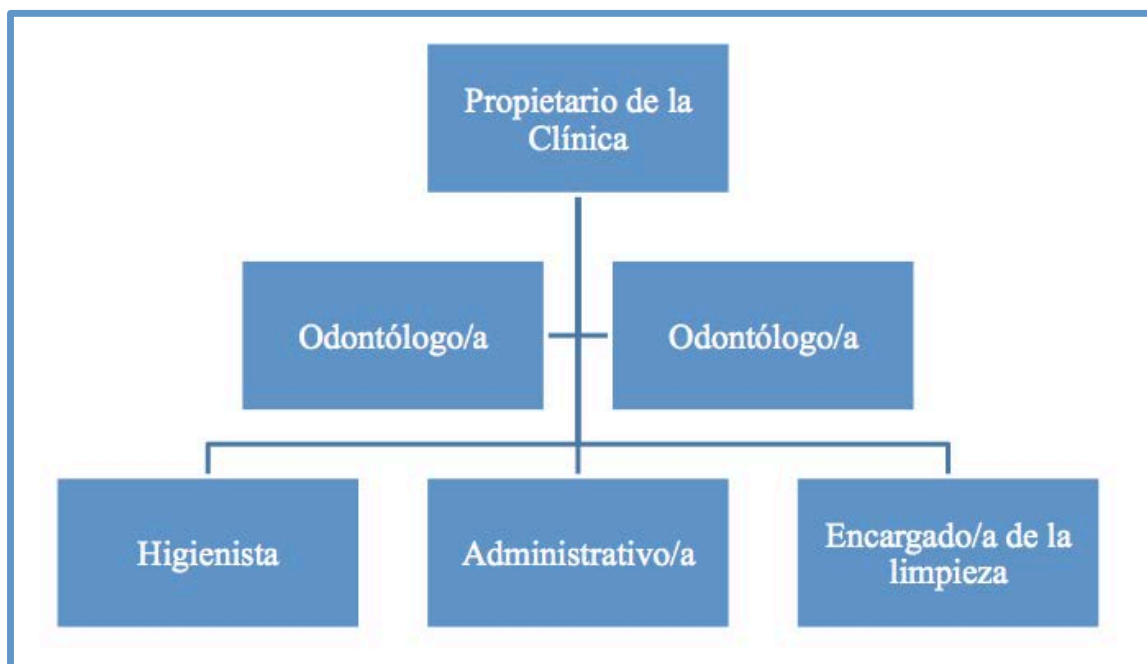 Propietario de la
Clínica
Odontólogo/a
Odontólogo/a
Higienista
Administrativo/a
Encargado/a de la
limpieza